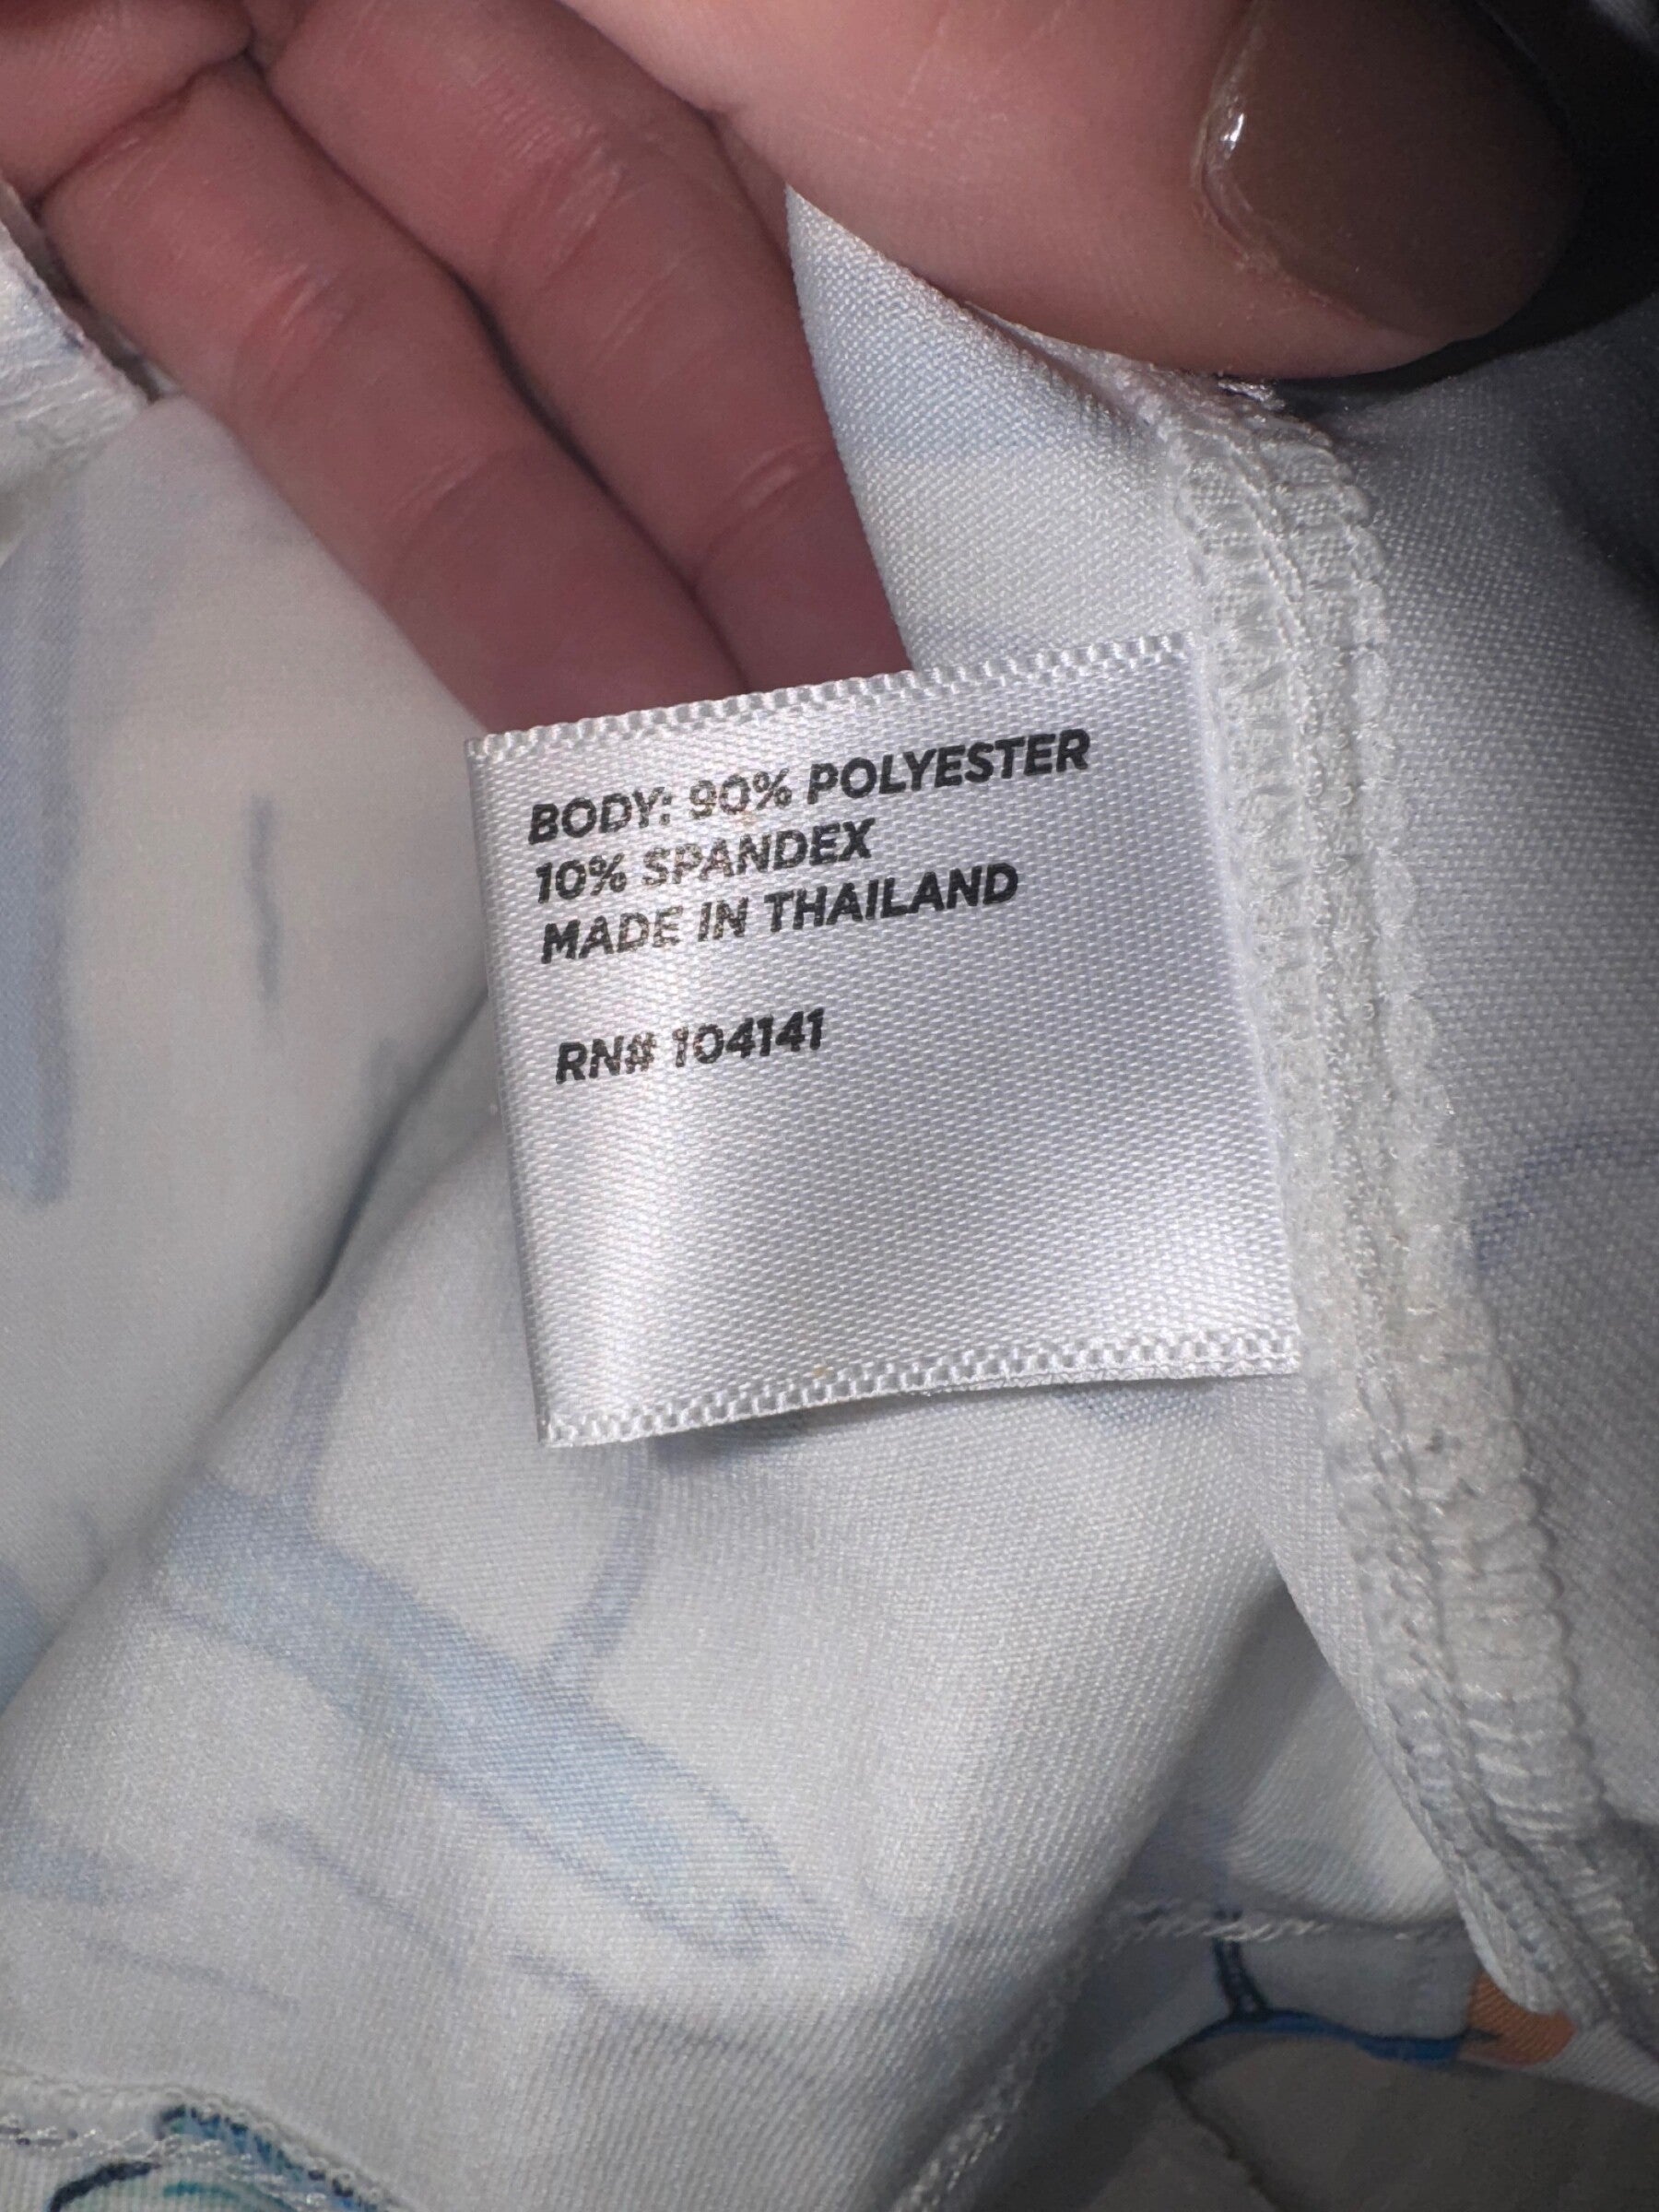 BODY: 90% POLYESTER
10% SPANDEX
MADE IN THAILAND
RN# 104141